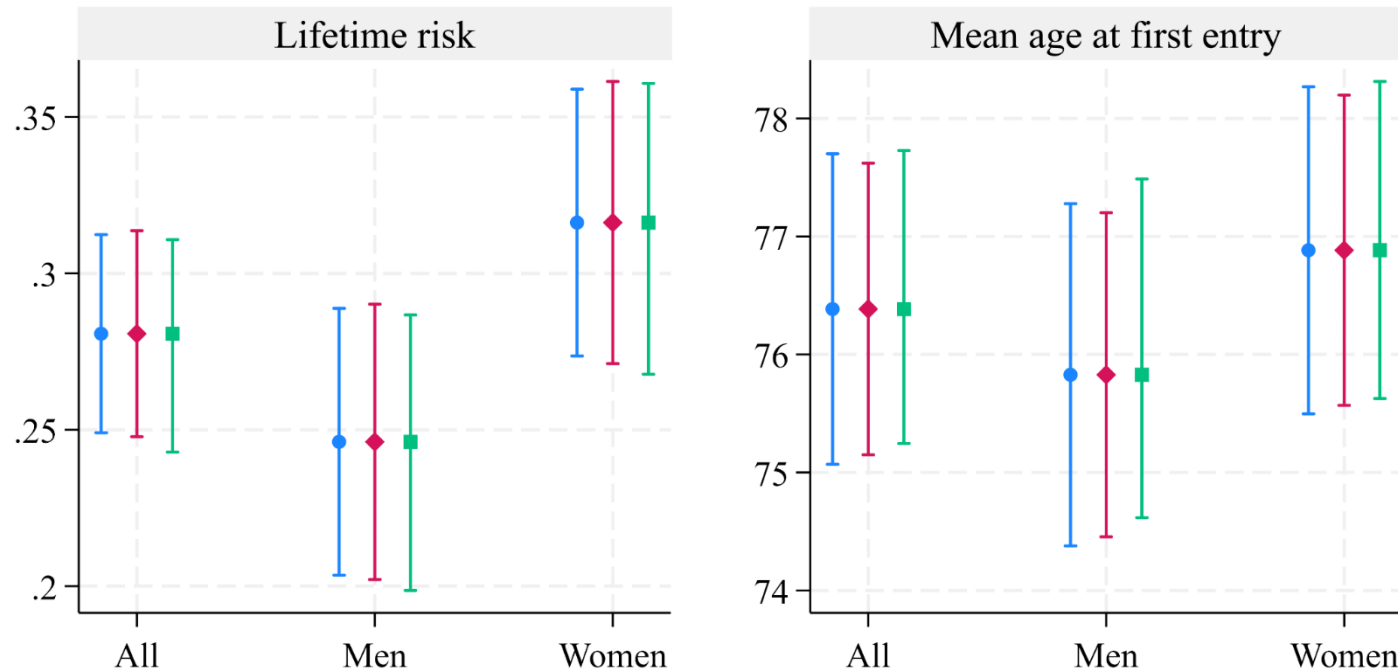 Lifetime risk
.35
.3
.25
.2
All Men Women
Mean age at first entry
78
77
76
75
74
All Men Women